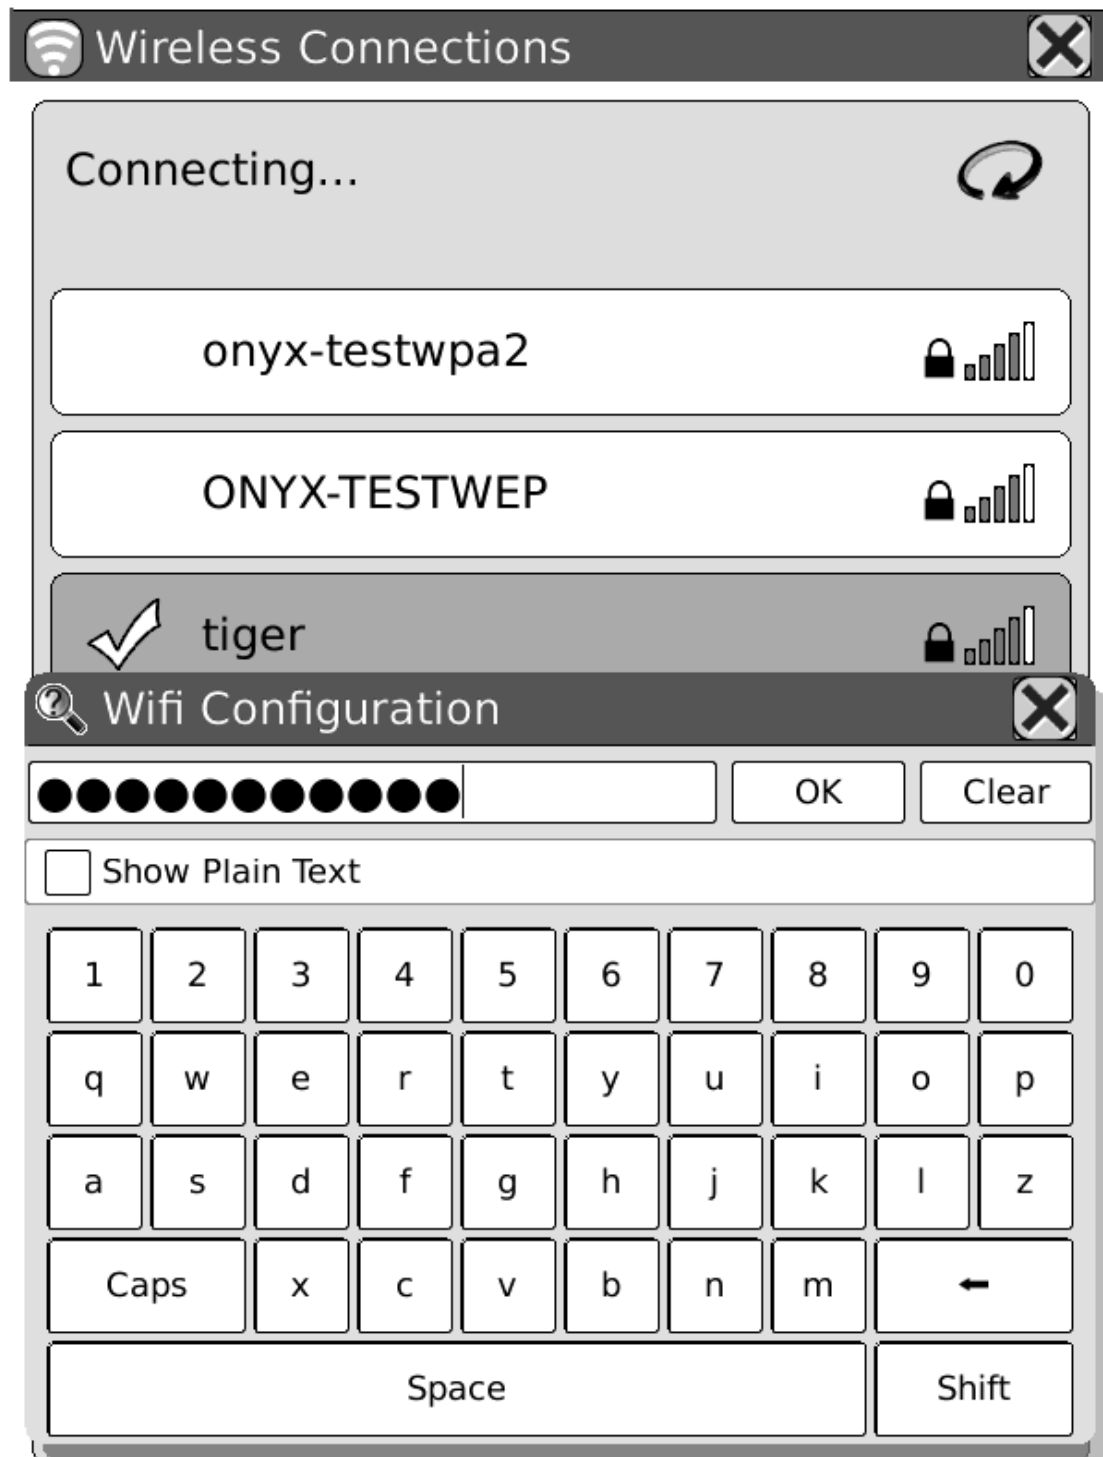 Wireless Connections
Connecting...
onyx-testwpa2
ONYX-TESTWEP
tiger
Wifi Configuration
●●●●●●●●●●● OK Clear
Show Plain Text
1 2 3 4 5 6 7 8 9 0
q w e r t y u i o p
a s d f g h j k l z
Caps x c v b n m ←
Space Shift